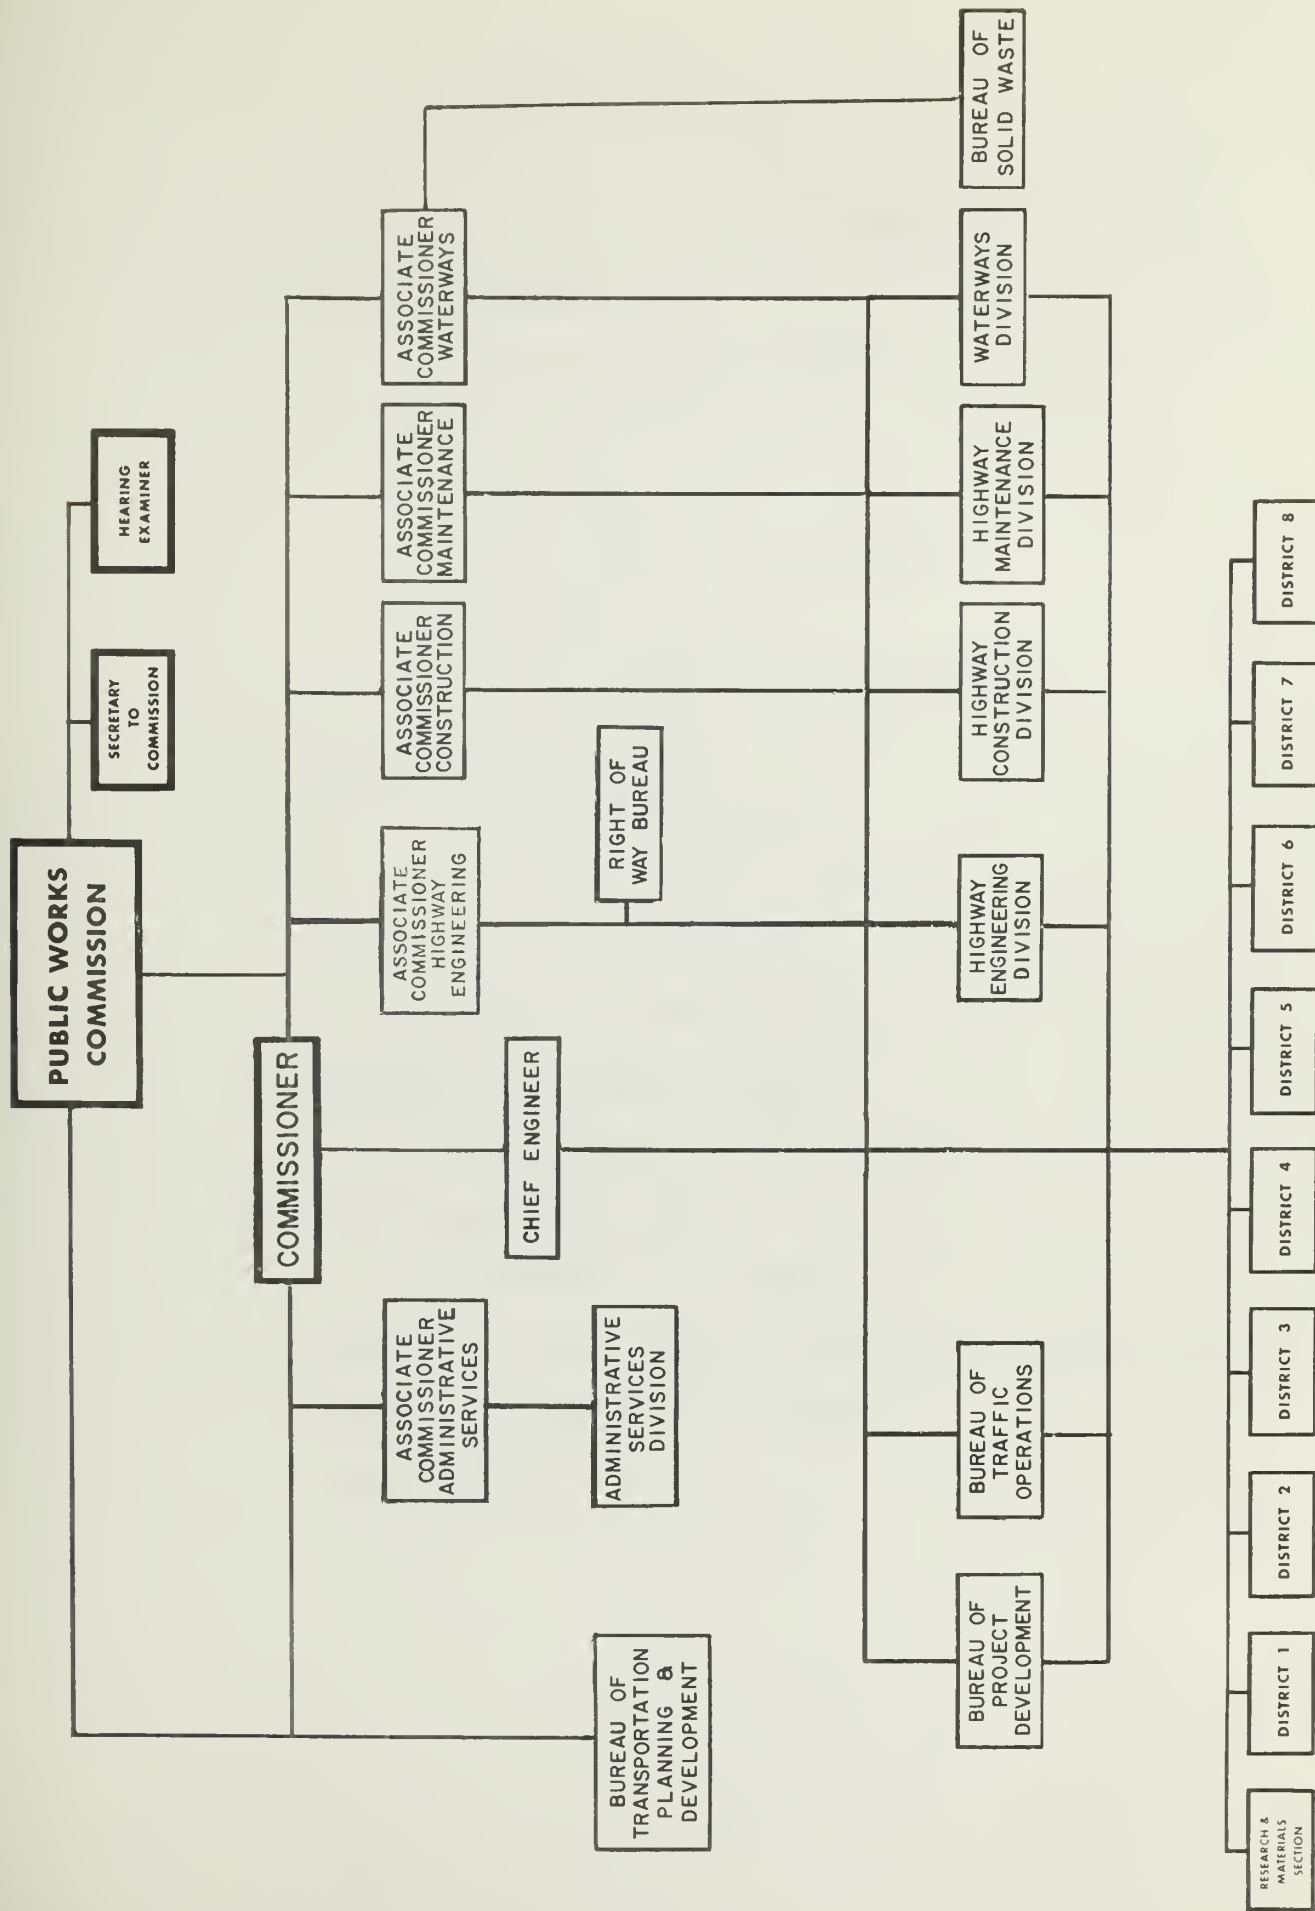 PUBLIC WORKS
COMMISSION
SECRETARY
TO
COMMISSION
HEARING
EXAMINER
COMMISSIONER
ASSOCIATE
COMMISSIONER
ADMINISTRATIVE
SERVICES
ASSOCIATE
COMMISSIONER
HIGHWAY
ENGINEERING
ASSOCIATE
COMMISSIONER
CONSTRUCTION
ASSOCIATE
COMMISSIONER
MAINTENANCE
ASSOCIATE
COMMISSIONER
WATERWAYS
CHIEF ENGINEER
BUREAU OF
TRANSPORTATION
PLANNING &
DEVELOPMENT
ADMINISTRATIVE
SERVICES
DIVISION
RIGHT OF
WAY BUREAU
BUREAU OF
PROJECT
DEVELOPMENT
BUREAU OF
TRAFFIC
OPERATIONS
HIGHWAY
ENGINEERING
DIVISION
HIGHWAY
CONSTRUCTION
DIVISION
HIGHWAY
MAINTENANCE
DIVISION
WATERWAYS
DIVISION
BUREAU OF
SOLID WASTE
RESEARCH &
MATERIALS
SECTION
DISTRICT 1
DISTRICT 2
DISTRICT 3
DISTRICT 4
DISTRICT 5
DISTRICT 6
DISTRICT 7
DISTRICT 8